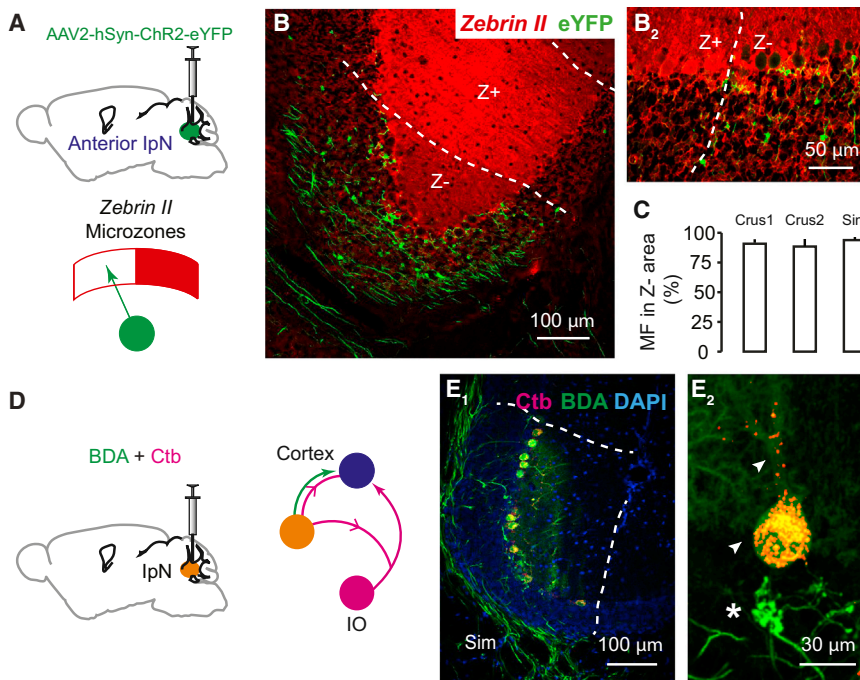 A
AAV2-hSyn-ChR2-eYFP
Anterior IpN
Zebrin II
Microzones
B
Zebrin II eYFP
Z+
Z-
100 µm
B2
Z+
Z-
50 µm
C
Crus1
Crus2
Sim
MF in Z- area
(%)
100
75
50
25
0
D
BDA + Ctb
IpN
Cortex
IO
E1
Ctb BDA DAPI
Sim
100 µm
E2
*
30 µm